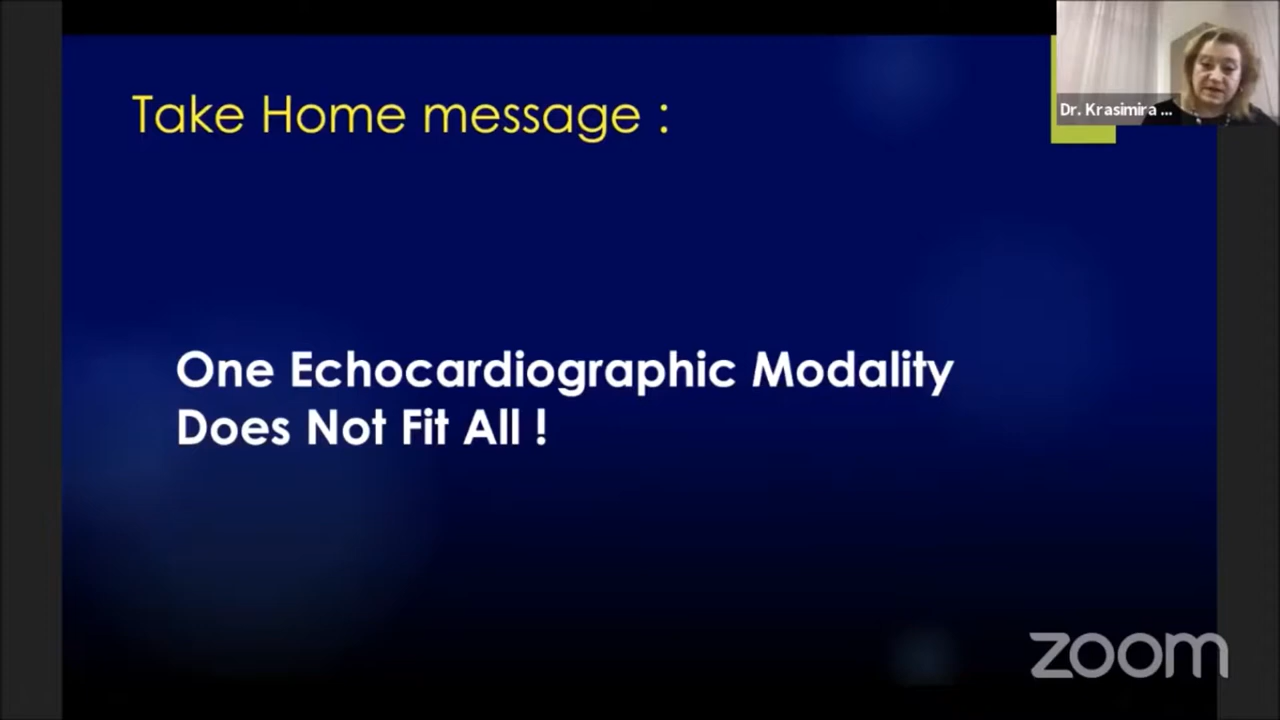 Take Home message :
Dr. Krasimira ...
One Echocardiographic Modality
Does Not Fit All !
zoom